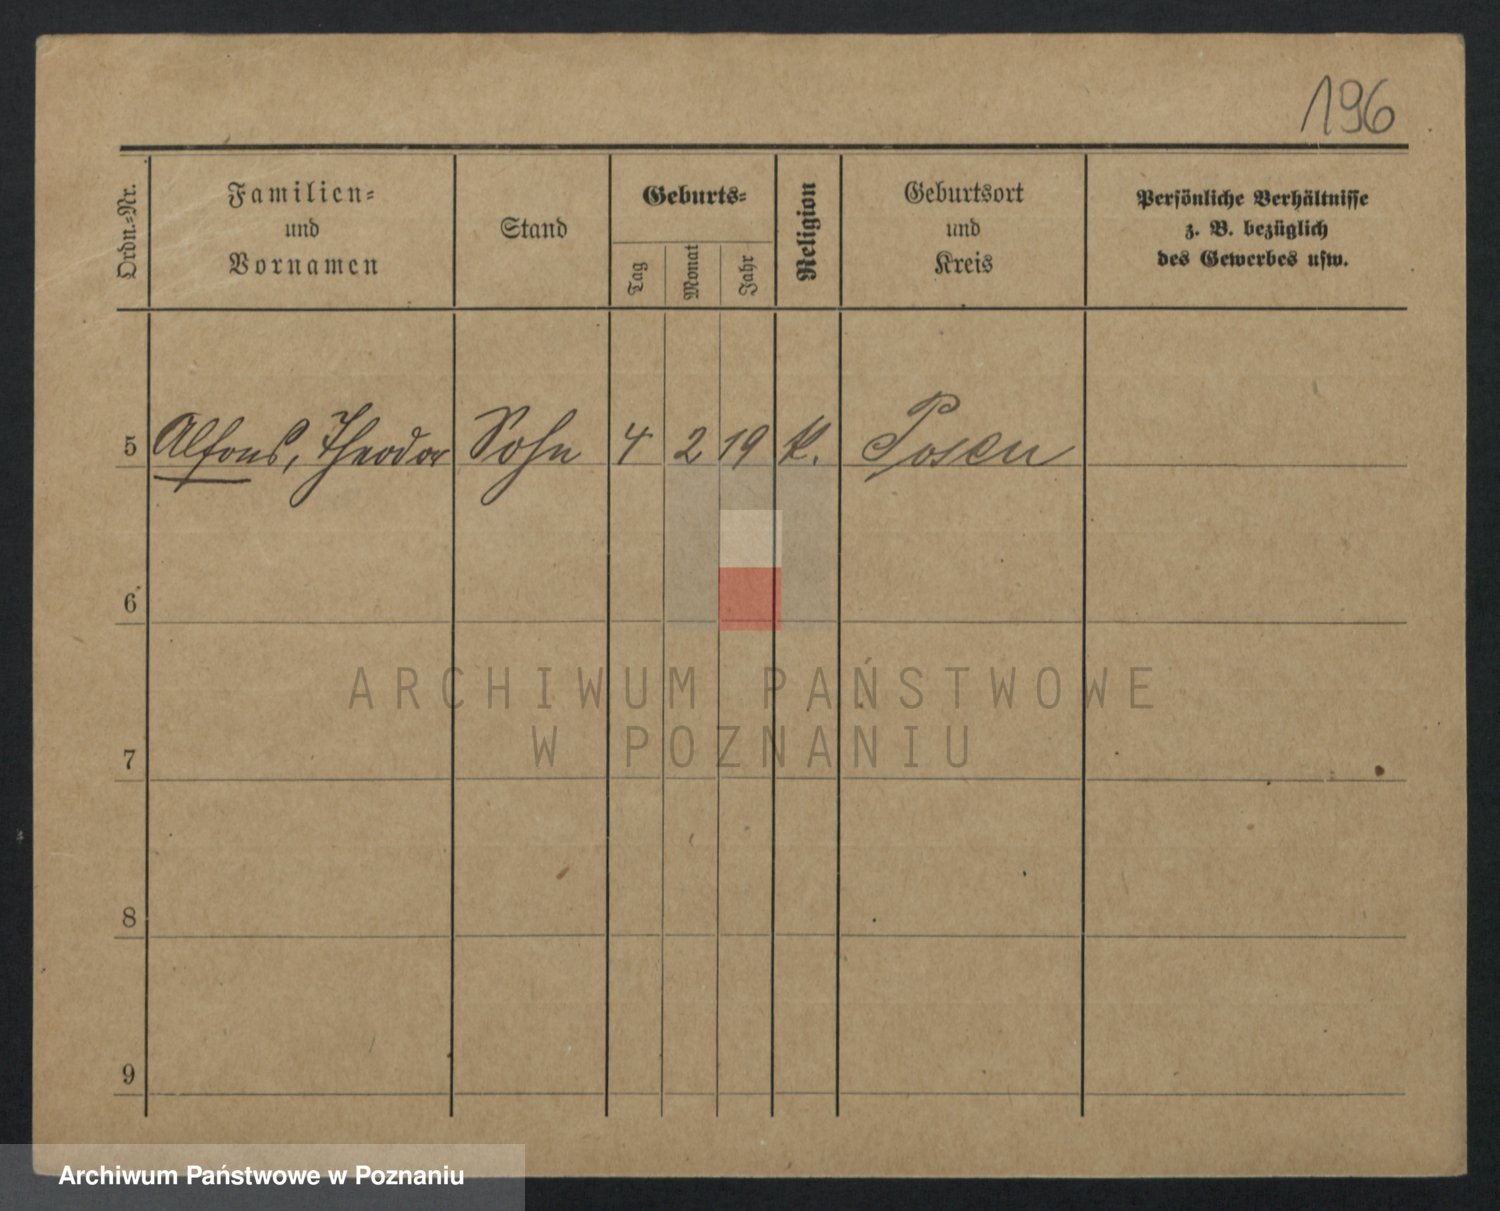 196
Ordn.=Nr.
Familien=
und
Vornamen
Stand
Geburts=
Tag
Monat
Jahr
Religion
Geburtsort
und
Kreis
Persönliche Verhältnisse
z. B. bezüglich
des Gewerbes usw.
5 Alfons, Theodor Sohn 4 2 19 k. Posen
6
ARCHIWUM PAŃSTWOWE
W POZNANIU
7
8
9
Archiwum Państwowe w Poznaniu